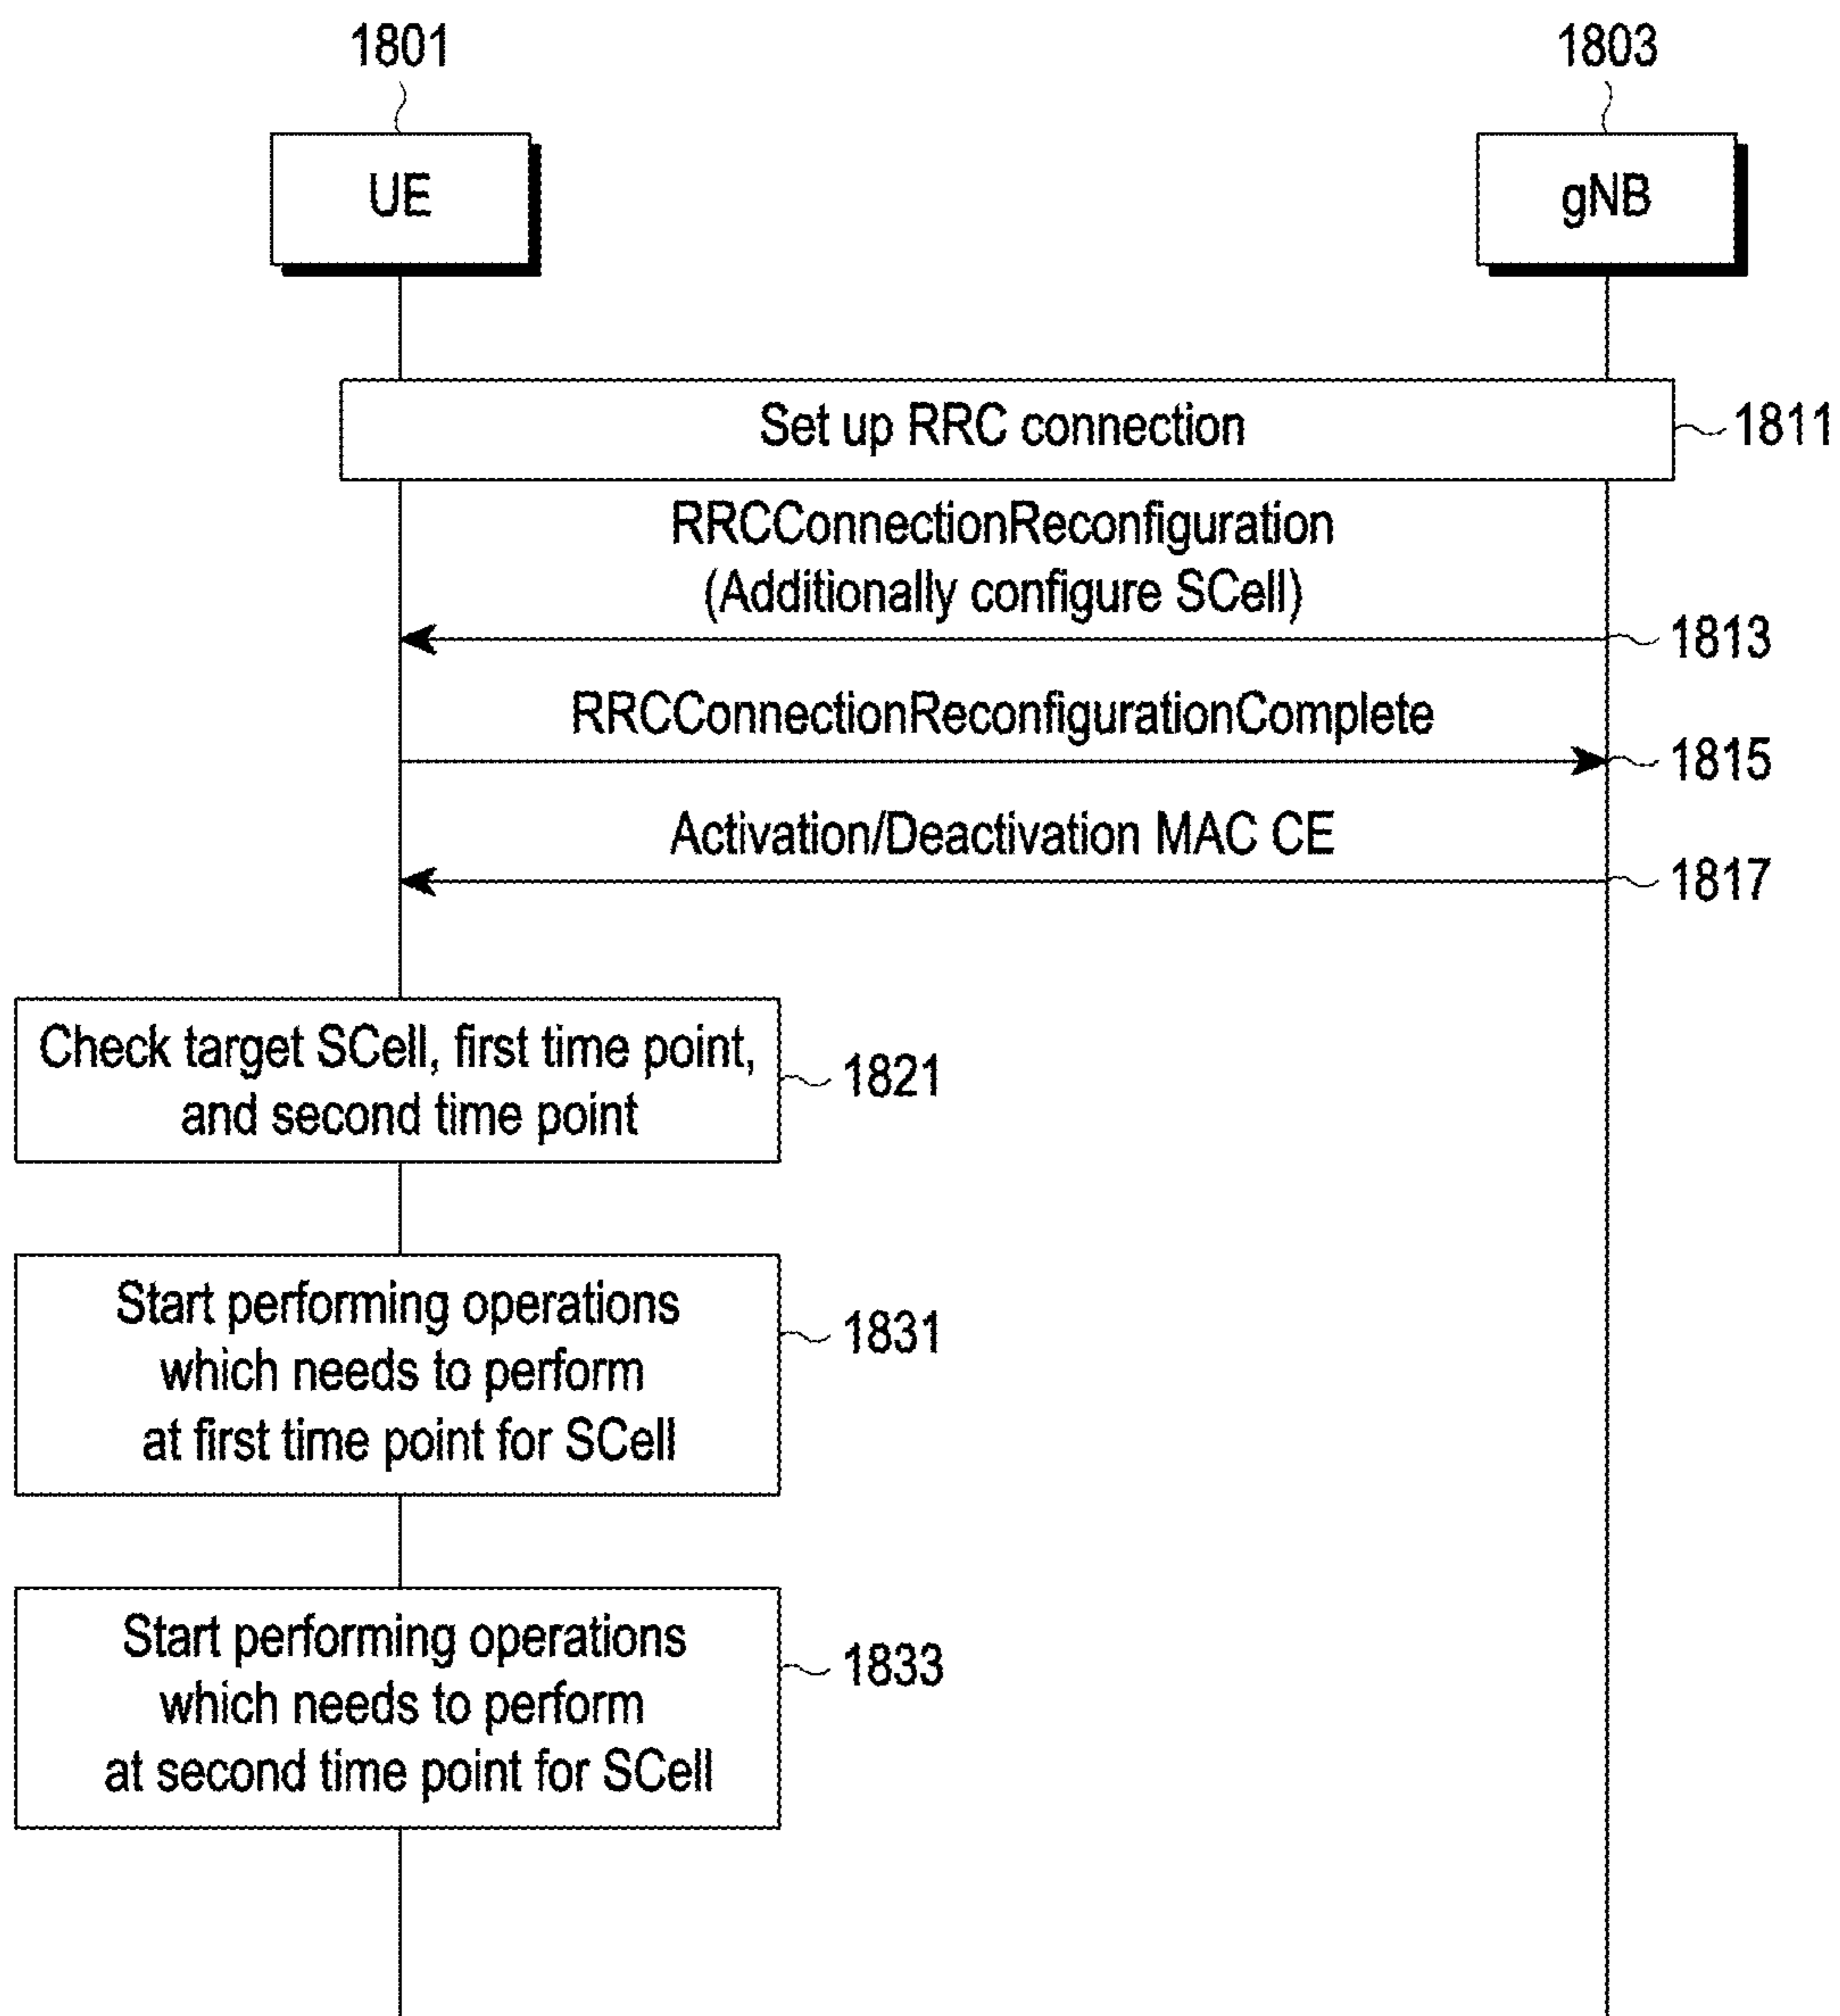 1801
1803
UE
gNB
Set up RRC connection
1811
RRCConnectionReconfiguration
(Additionally configure SCell)
1813
RRCConnectionReconfigurationComplete
1815
Activation/Deactivation MAC CE
1817
Check target SCell, first time point,
and second time point
1821
Start performing operations
which needs to perform
at first time point for SCell
1831
Start performing operations
which needs to perform
at second time point for SCell
1833